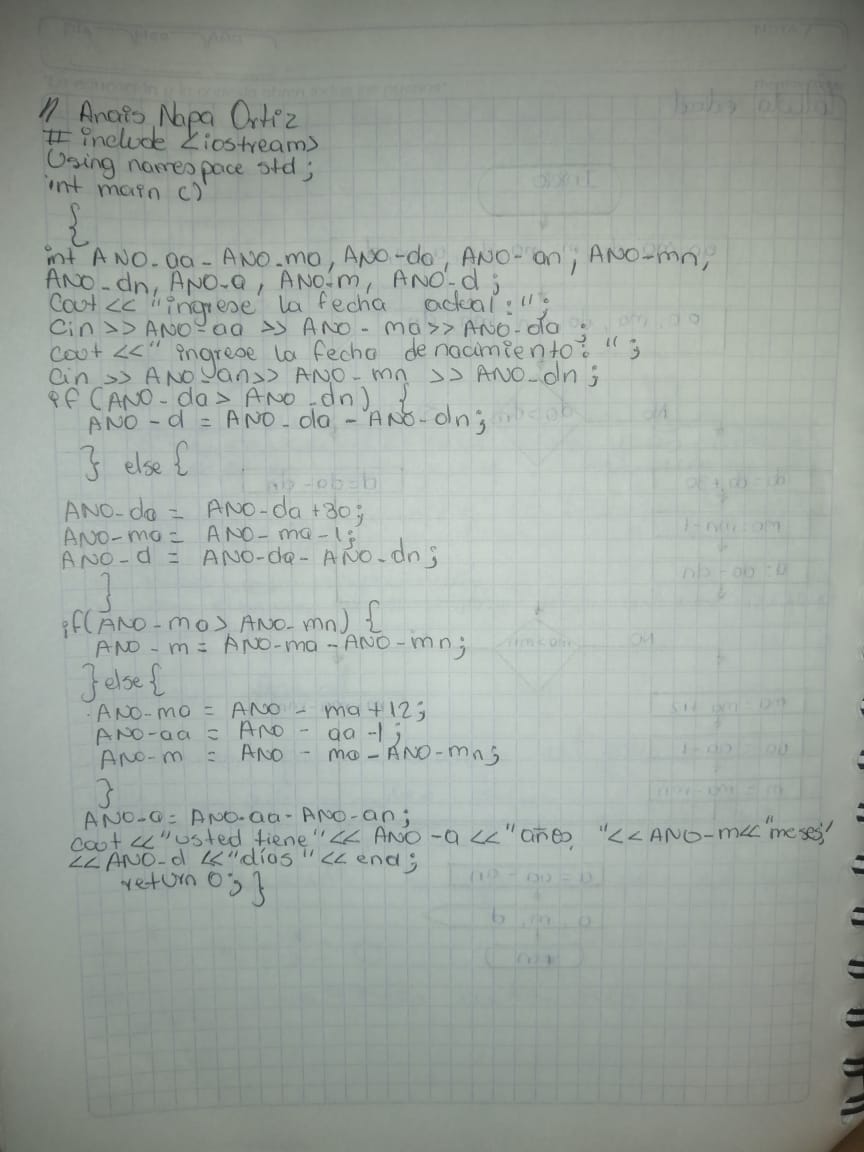 // Anais Napa Ortiz
# include <iostream>
Using namespace std;
int main ()
{
int ANO-aa - ANO-ma, ANO-da, ANO-an; ANO-mn,
ANO-dn, ANO-a, ANO-m, ANO-d;
Cout << "ingrese la fecha actual:";
Cin >> ANO-aa >> ANO-ma >> ANO-da ;
cout << "ingrese la fecha de nacimiento: ";
Cin >> ANO-an >> ANO-mn >> ANO-dn;
if (ANO-da > ANO-dn) {
ANO-d = ANO-da - ANO-dn;
} else {
ANO-da = ANO-da +30;
ANO-ma = ANO-ma -1;
ANO-d = ANO-da - ANO-dn;
}
if (ANO-ma > ANO-mn) {
ANO-m = ANO-ma - ANO-mn;
} else {
ANO-ma = ANO-ma +12;
ANO-aa = ANO-aa -1;
ANO-m = ANO-ma - ANO-mn;
}
ANO-a = ANO-aa - ANO-an;
cout << "usted tiene" << ANO-a << "años, "<< ANO-m << "meses,"
<< ANO-d << "dias" << end;
return 0; }